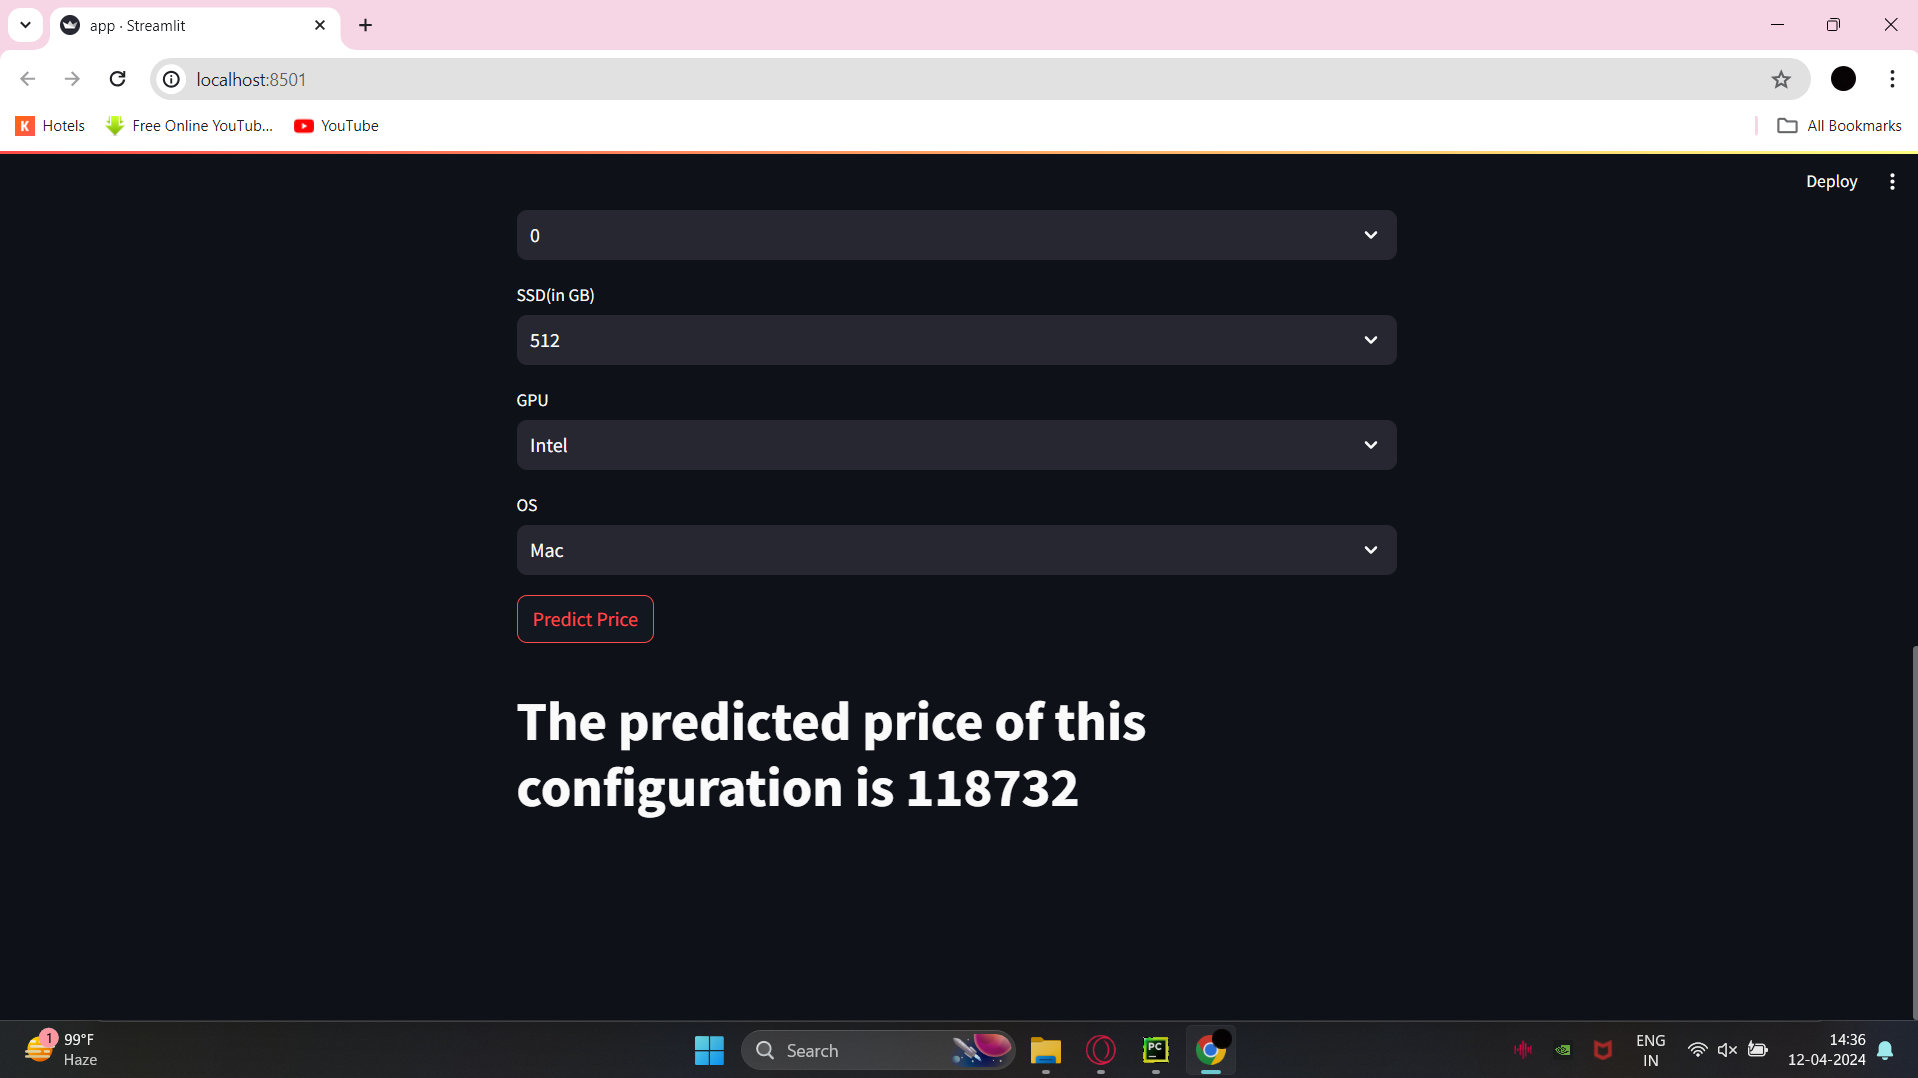 app · Streamlit
localhost:8501
K Hotels
Free Online YouTub...
YouTube
All Bookmarks
Deploy
0
SSD(in GB)
512
GPU
Intel
OS
Mac
Predict Price
The predicted price of this
configuration is 118732
1
99°F
Haze
Search
PC
ENG
IN
14:36
12-04-2024